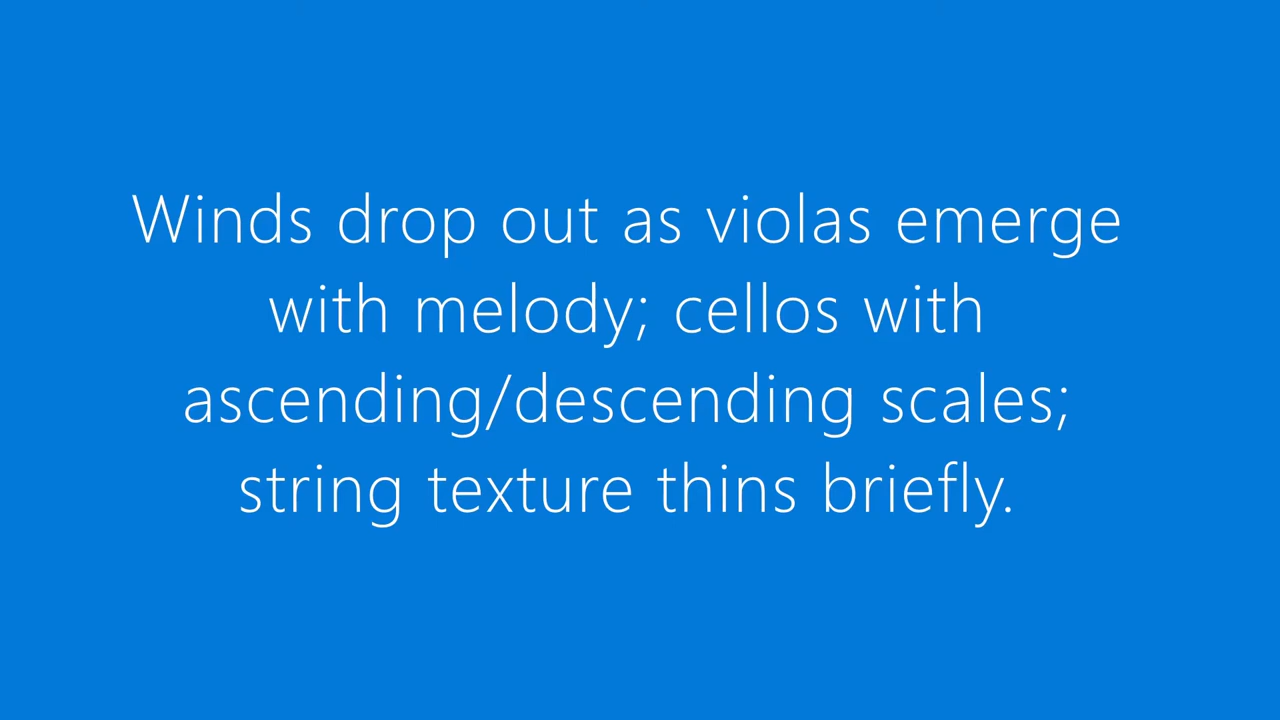 Winds drop out as violas emerge
with melody; cellos with
ascending/descending scales;
string texture thins briefly.